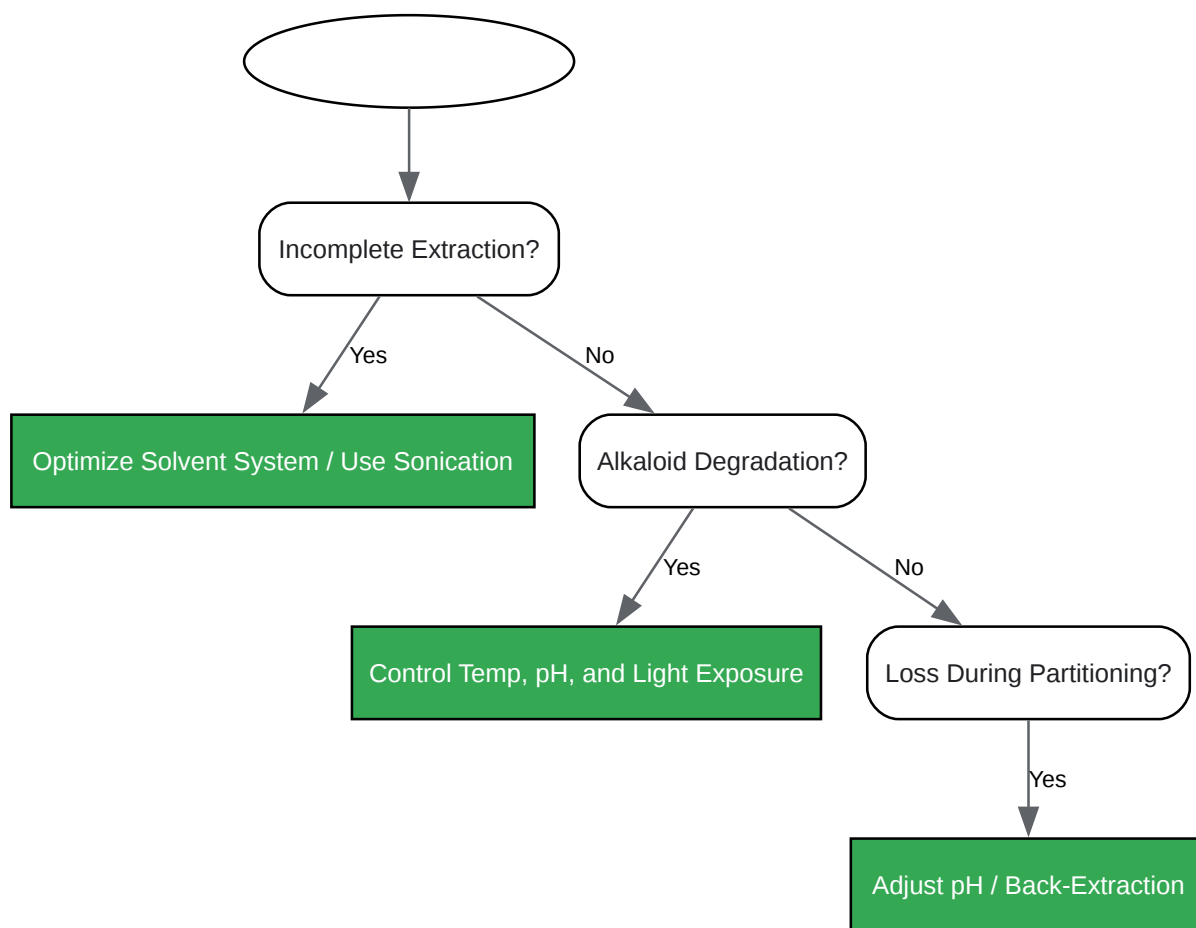 Incomplete Extraction?
Yes
No
Optimize Solvent System / Use Sonication
Alkaloid Degradation?
Yes
No
Control Temp, pH, and Light Exposure
Loss During Partitioning?
Yes
Adjust pH / Back-Extraction